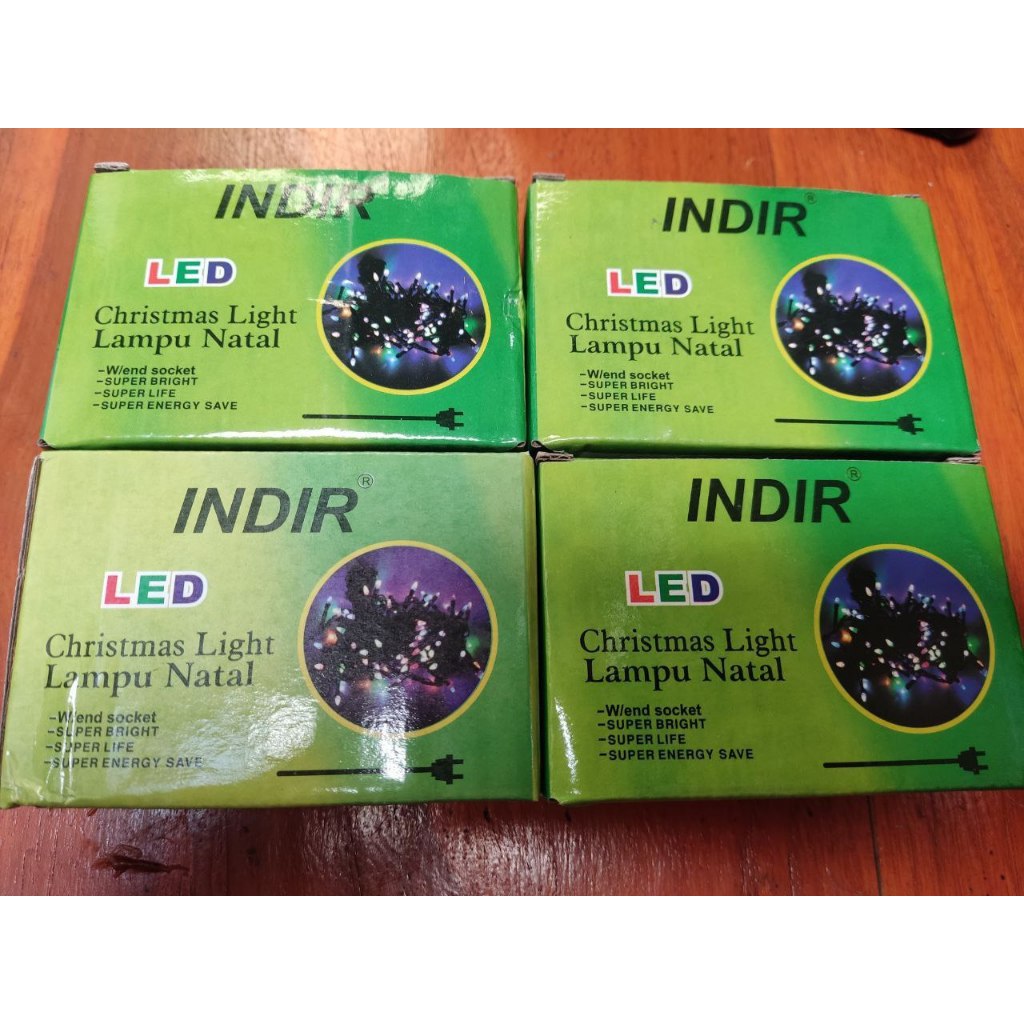 INDIR
LED
Christmas Light
Lampu Natal
-W/end socket
-SUPER BRIGHT
-SUPER LIFE
-SUPER ENERGY SAVE
INDIR®
LED
Christmas Light
Lampu Natal
-W/end socket
-SUPER BRIGHT
-SUPER LIFE
-SUPER ENERGY SAVE
INDIR®
LED
Christmas Light
Lampu Natal
-W/end socket
-SUPER BRIGHT
-SUPER LIFE
-SUPER ENERGY SAVE
INDIR®
LED
Christmas Light
Lampu Natal
-W/end socket
-SUPER BRIGHT
-SUPER LIFE
-SUPER ENERGY SAVE